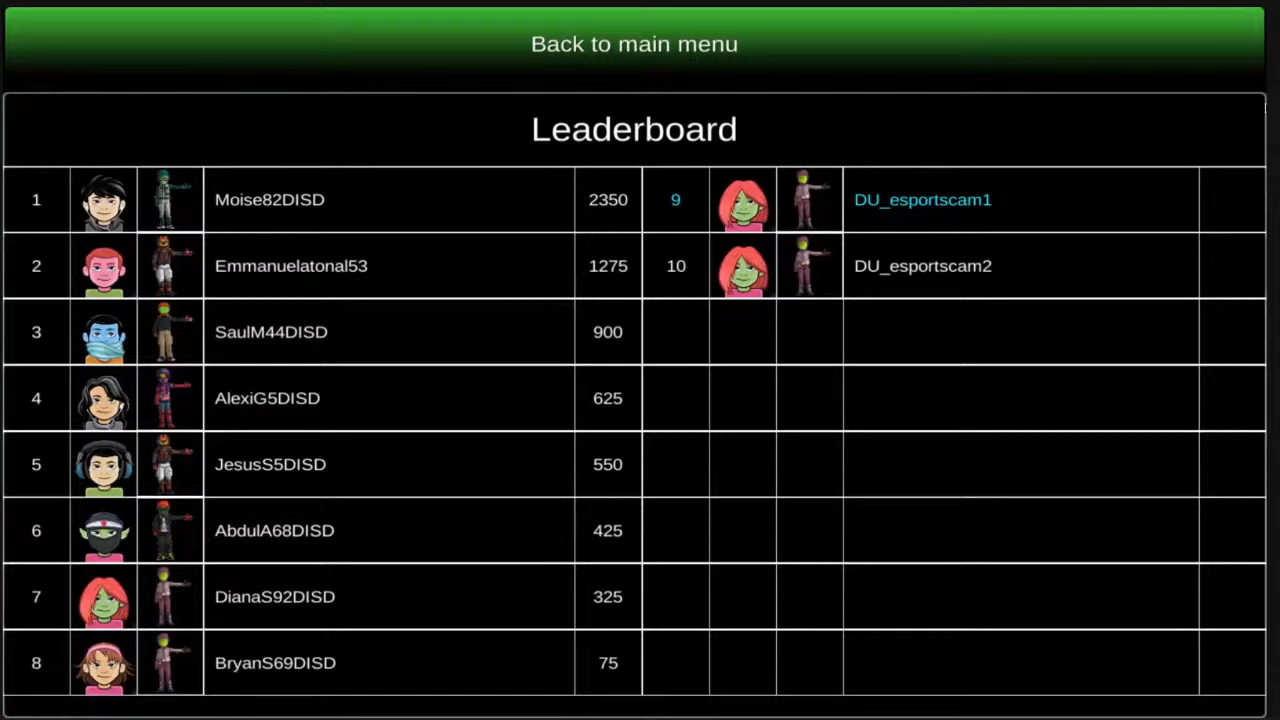 Back to main menu
Leaderboard
1 Moise82DISD 2350
2 Emmanuelatonal53 1275
3 SaulM44DISD 900
4 AlexiG5DISD 625
5 JesusS5DISD 550
6 AbdulA68DISD 425
7 DianaS92DISD 325
8 BryanS69DISD 75
9 DU_esportscam1
10 DU_esportscam2